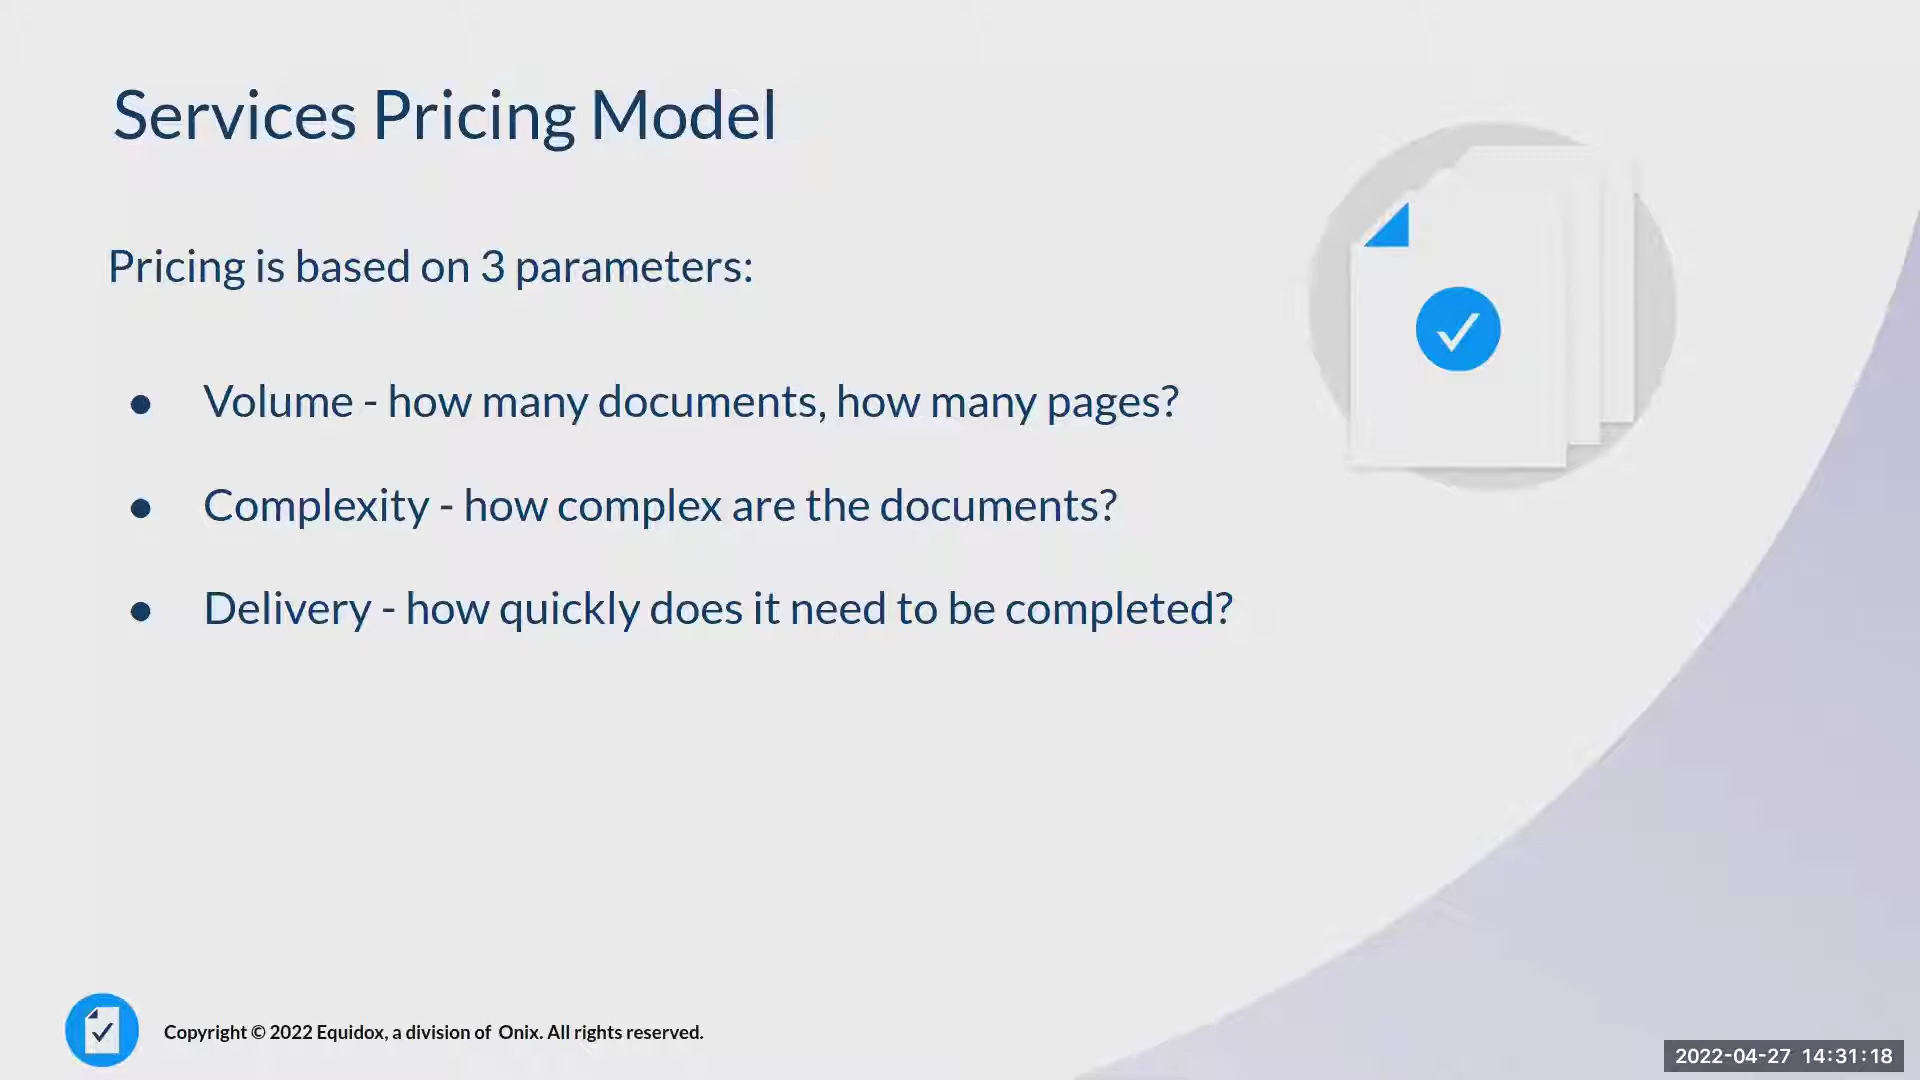 Services Pricing Model
Pricing is based on 3 parameters:
● Volume - how many documents, how many pages?
● Complexity - how complex are the documents?
● Delivery - how quickly does it need to be completed?
Copyright © 2022 Equidox, a division of Onix. All rights reserved.
2022-04-27 14:31:18